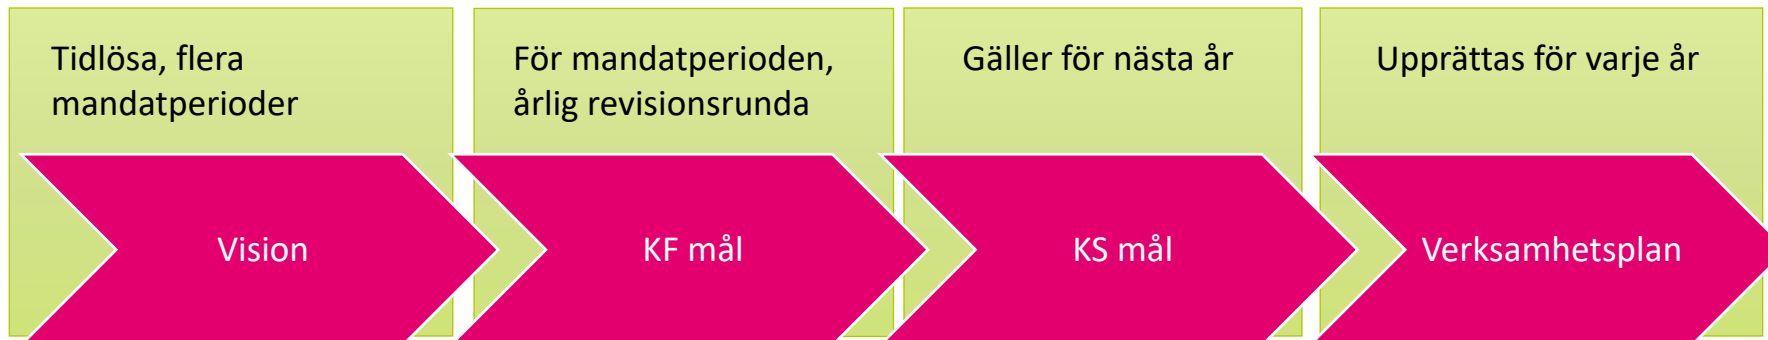 Tidlösa, flera
mandatperioder
För mandatperioden,
årlig revisionsrunda
Gäller för nästa år
Upprättas för varje år
Vision
KF mål
KS mål
Verksamhetsplan